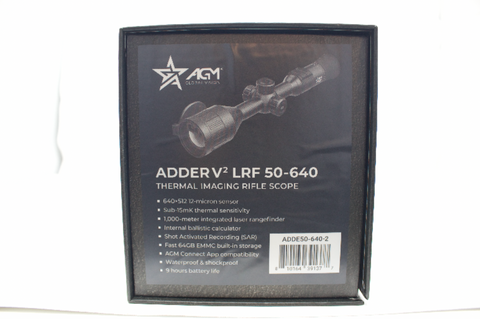 AGM
GLOBAL VISION
ADDER V² LRF 50-640
THERMAL IMAGING RIFLE SCOPE
• 640×512 12-micron sensor
• Sub-15mK thermal sensitivity
• 1,000-meter integrated laser rangefinder
• Internal ballistic calculator
• Shot Activated Recording (SAR)
• Fast 64GB EMMC built-in storage
• AGM Connect App compatibility
• Waterproof & shockproof
• 9 hours battery life
ADDE50-640-2